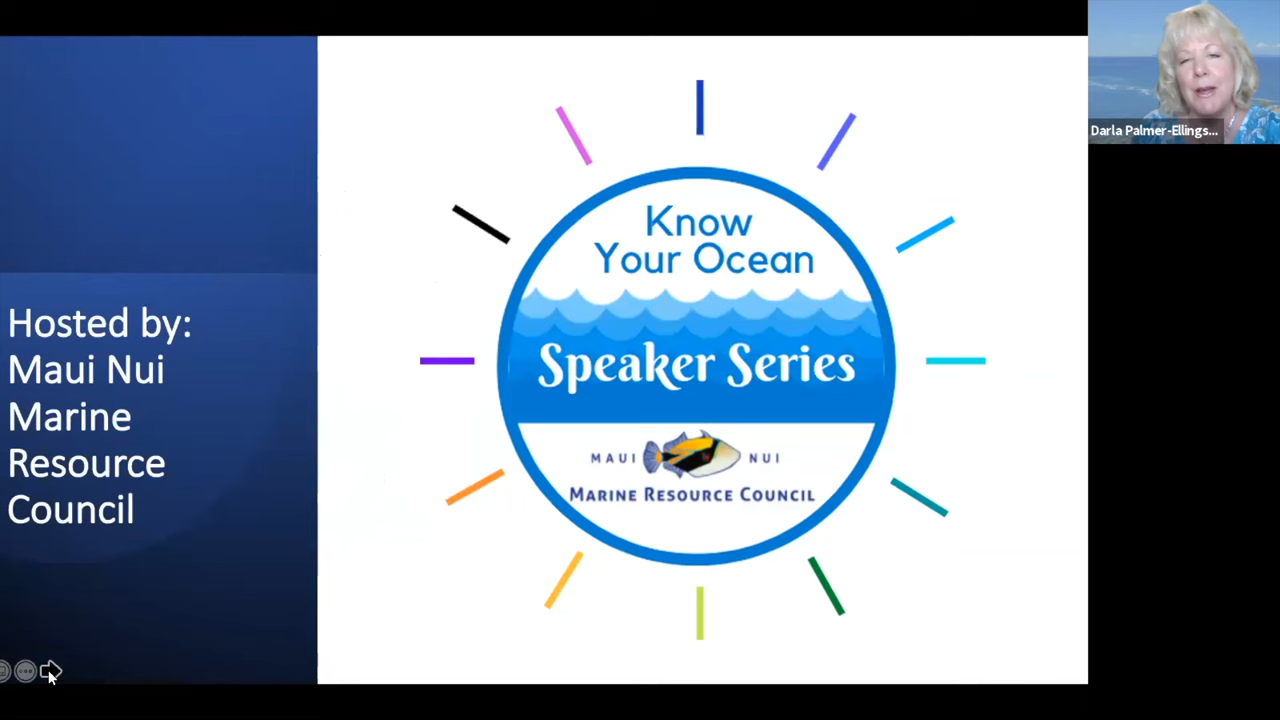 Hosted by:
Maui Nui
Marine
Resource
Council
Know
Your Ocean
Speaker Series
MAUI NUI
MARINE RESOURCE COUNCIL
Darla Palmer-Ellings...